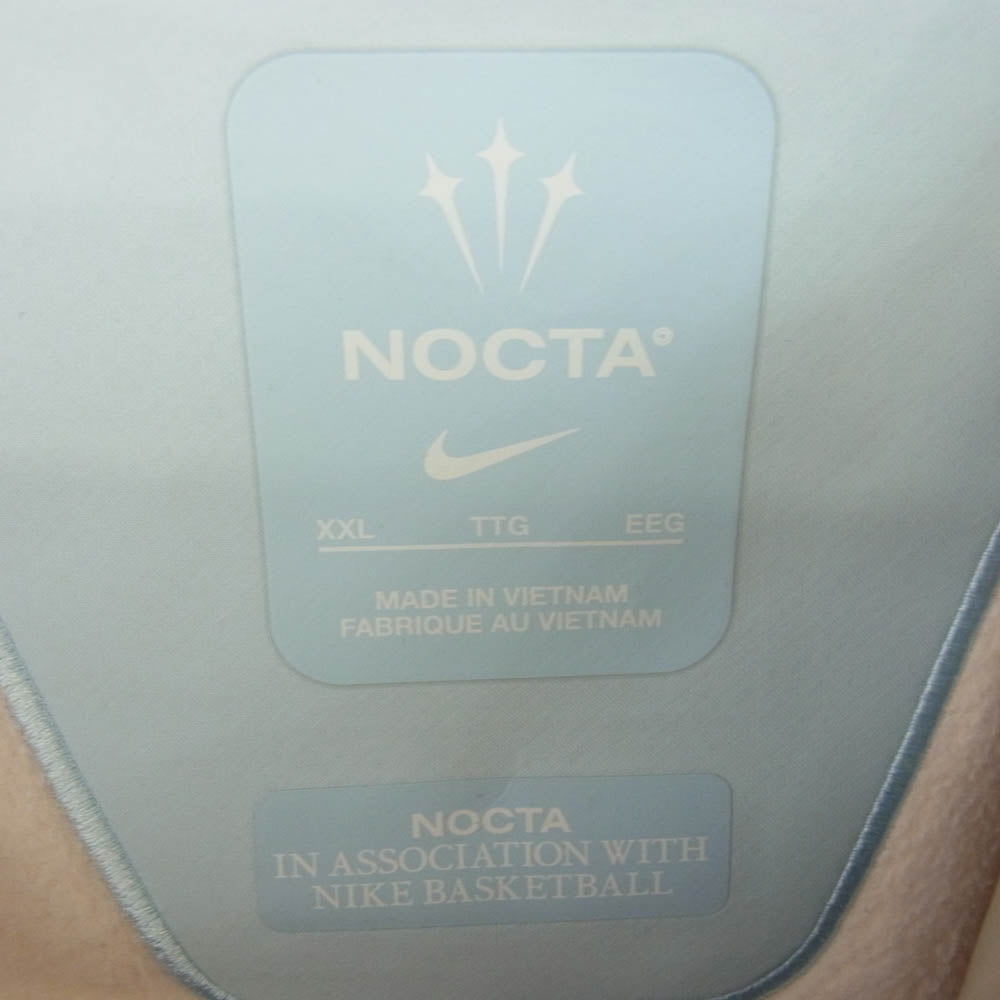 NOCTA
XXL TTG EEG
MADE IN VIETNAM
FABRIQUE AU VIETNAM
NOCTA
IN ASSOCIATION WITH
NIKE BASKETBALL